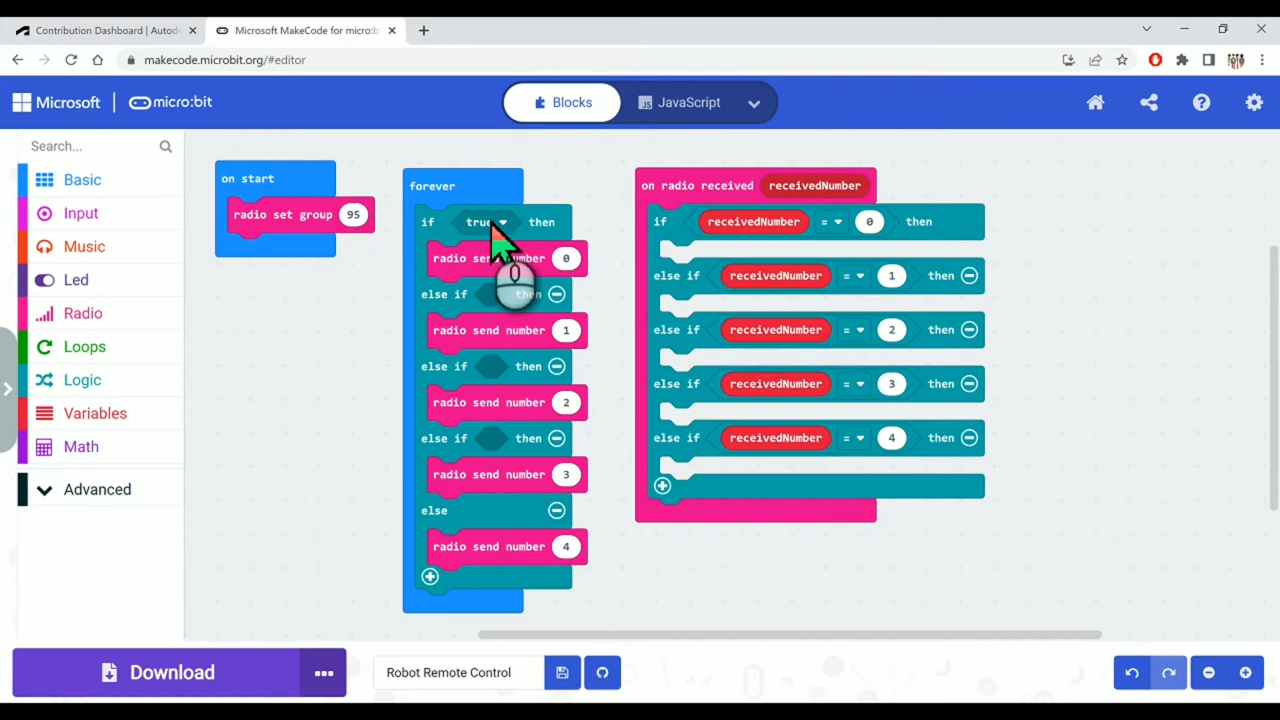 Contribution Dashboard | Autod
Microsoft MakeCode for micro:bi
makecode.microbit.org/#editor
Microsoft
micro:bit
Blocks
JavaScript
Search...
Basic
Input
Music
Led
Radio
Loops
Logic
Variables
Math
Advanced
on start
radio set group 95
forever
if true then
radio send number 0
else if then
radio send number 1
else if then
radio send number 2
else if then
radio send number 3
else
radio send number 4
on radio received receivedNumber
if receivedNumber = 0 then
else if receivedNumber = 1 then
else if receivedNumber = 2 then
else if receivedNumber = 3 then
else if receivedNumber = 4 then
Download
Robot Remote Control